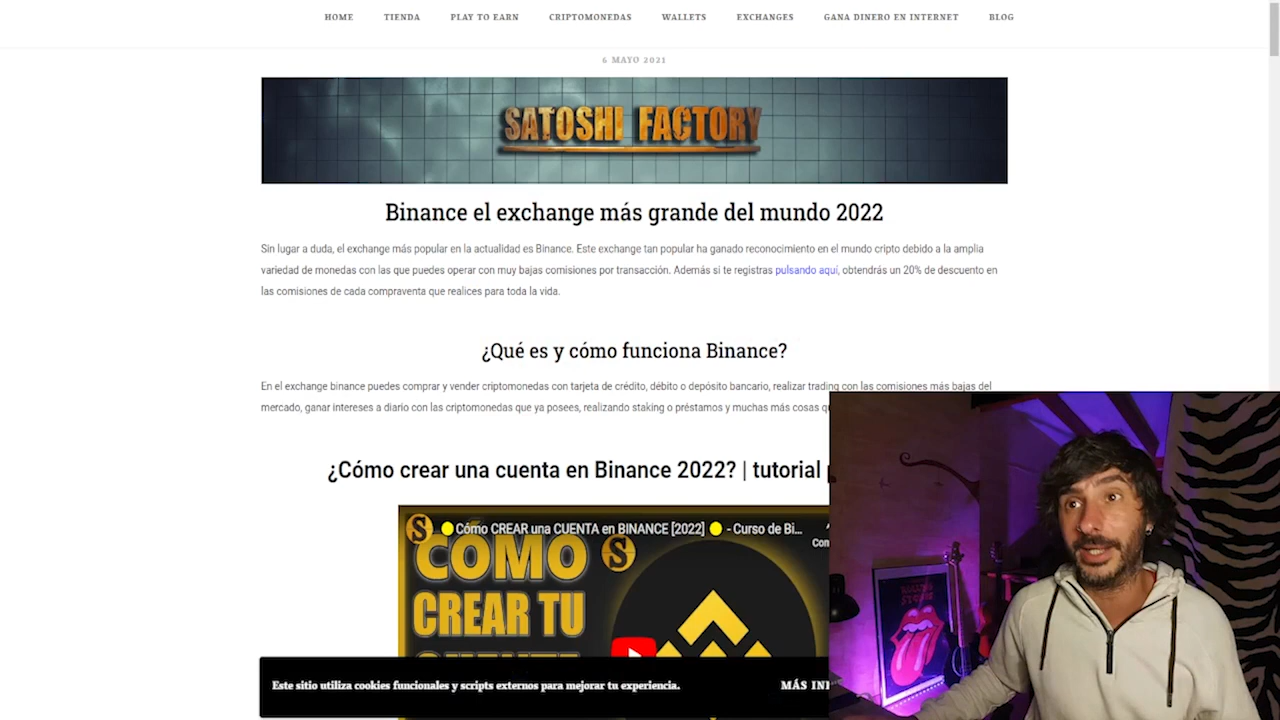 HOME TIENDA PLAY TO EARN CRIPTOMONEDAS WALLETS EXCHANGES GANA DINERO EN INTERNET BLOG
6 MAYO 2021
SATOSHI FACTORY
Binance el exchange más grande del mundo 2022
Sin lugar a duda, el exchange más popular en la actualidad es Binance. Este exchange tan popular ha ganado reconocimiento en el mundo cripto debido a la amplia
variedad de monedas con las que puedes operar con muy bajas comisiones por transacción. Además si te registras pulsando aquí, obtendrás un 20% de descuento en
las comisiones de cada compraventa que realices para toda la vida.
¿Qué es y cómo funciona Binance?
En el exchange binance puedes comprar y vender criptomonedas con tarjeta de crédito, débito o depósito bancario, realizar trading con las comisiones más bajas del
mercado, ganar intereses a diario con las criptomonedas que ya posees, realizando staking o préstamos y muchas más cosas
¿Cómo crear una cuenta en Binance 2022? | tutorial
Cómo CREAR una CUENTA en BINANCE [2022] - Curso de Bi...
CÓMO
CREAR TU
Este sitio utiliza cookies funcionales y scripts externos para mejorar tu experiencia. MÁS